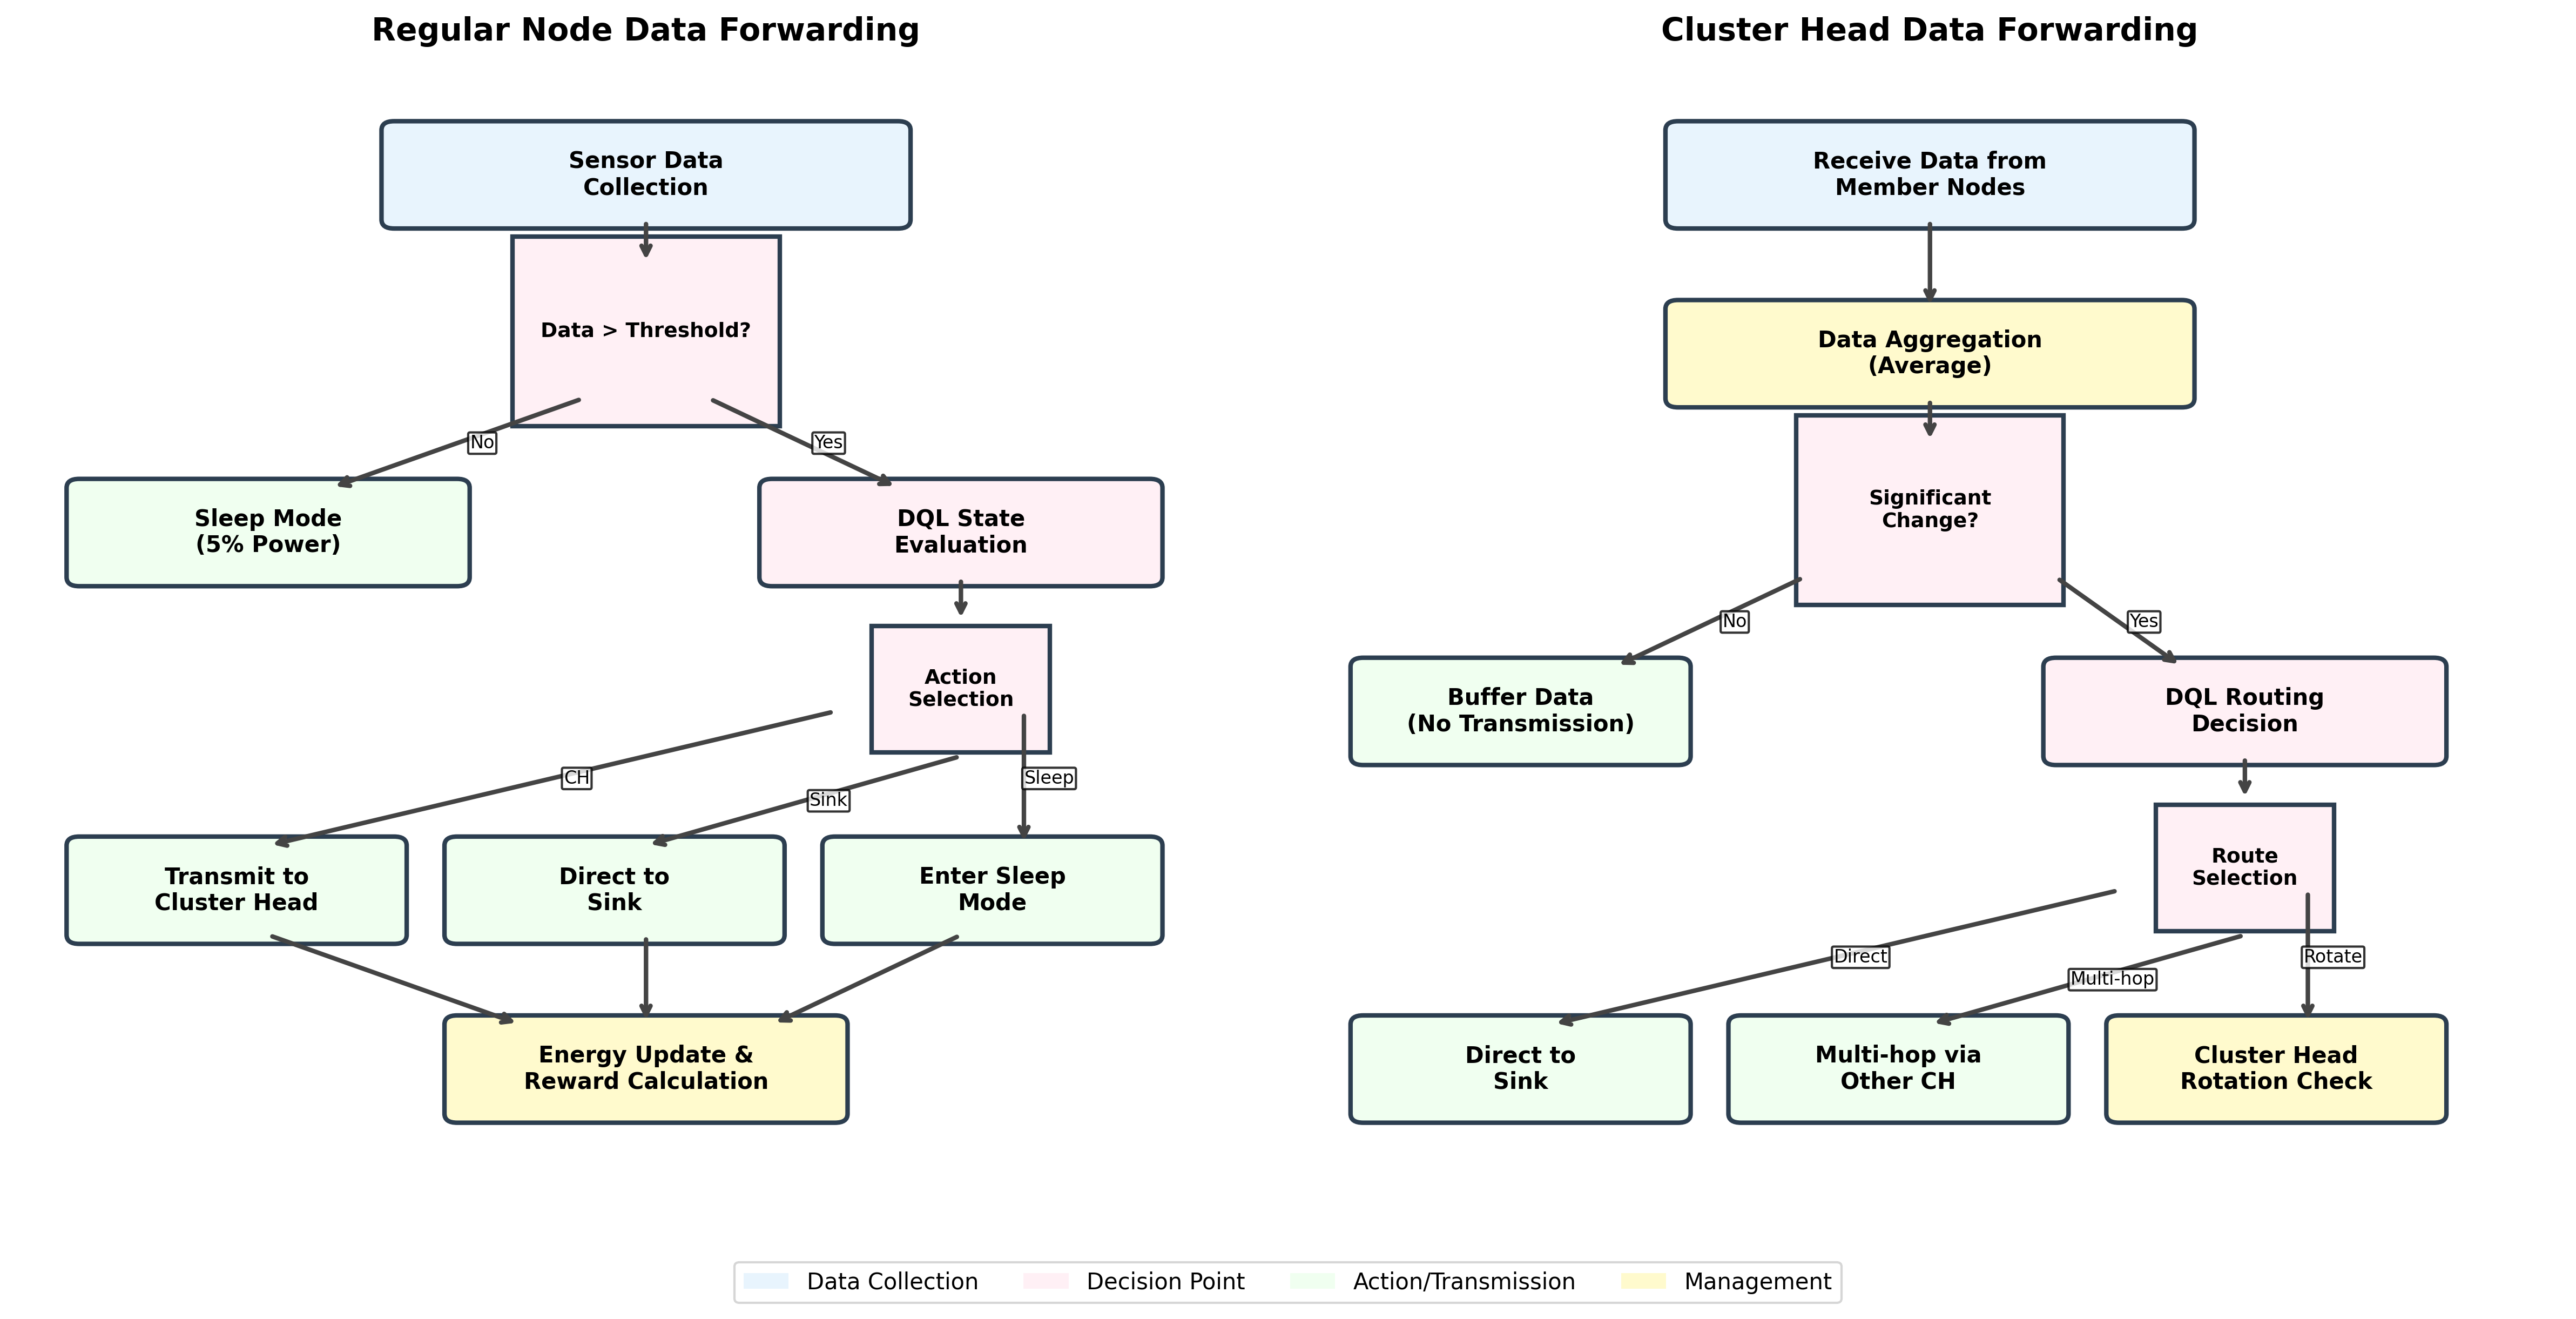 Regular Node Data Forwarding
Sensor Data
Collection
Data > Threshold?
No
Yes
Sleep Mode
(5% Power)
DQL State
Evaluation
Action
Selection
CH
Sink
Sleep
Transmit to
Cluster Head
Direct to
Sink
Enter Sleep
Mode
Energy Update &
Reward Calculation
Cluster Head Data Forwarding
Receive Data from
Member Nodes
Data Aggregation
(Average)
Significant
Change?
No
Yes
Buffer Data
(No Transmission)
DQL Routing
Decision
Route
Selection
Direct
Multi-hop
Rotate
Direct to
Sink
Multi-hop via
Other CH
Cluster Head
Rotation Check
Data Collection
Decision Point
Action/Transmission
Management